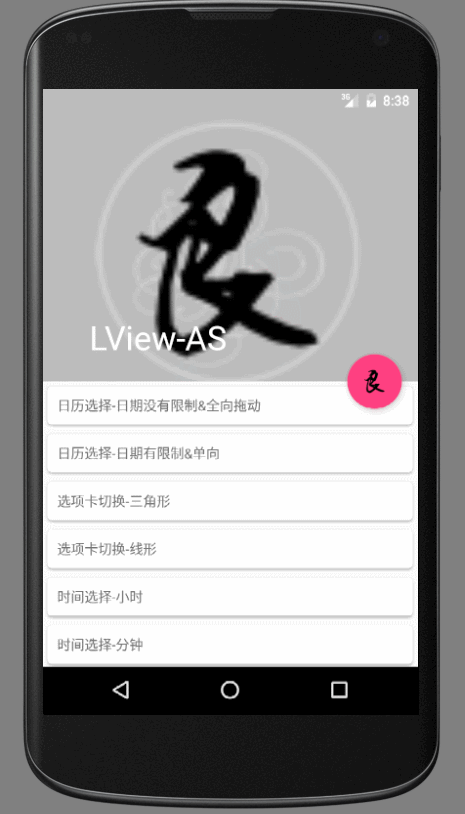 3G 8:38
良
LView-AS
良
日历选择-日期没有限制&全向拖动
日历选择-日期有限制&单向
选项卡切换-三角形
选项卡切换-线形
时间选择-小时
时间选择-分钟